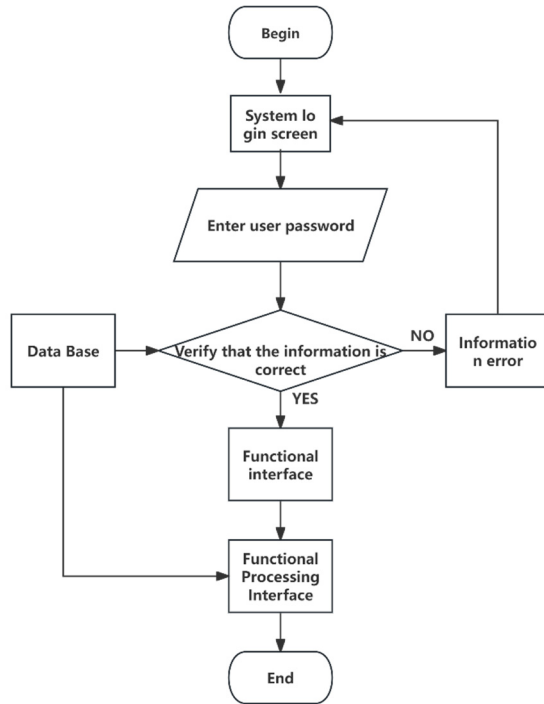 Begin
System lo
gin screen
Enter user password
Data Base
Verify that the information is
correct
NO
Informatio
n error
YES
Functional
interface
Functional
Processing
Interface
End